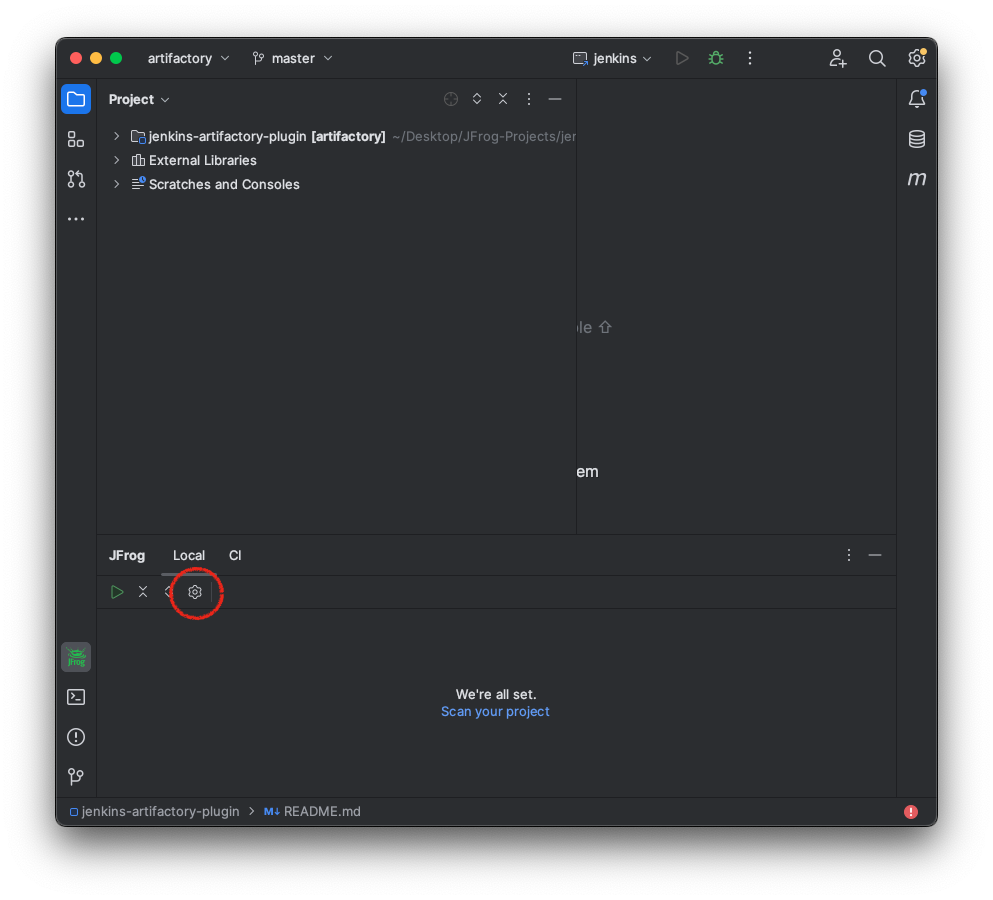 artifactory master jenkins
Project
jenkins-artifactory-plugin [artifactory] ~/Desktop/JFrog-Projects/jer
External Libraries
Scratches and Consoles
m
ole
em
JFrog Local CI
JFrog
We're all set.
Scan your project
jenkins-artifactory-plugin > M↓ README.md